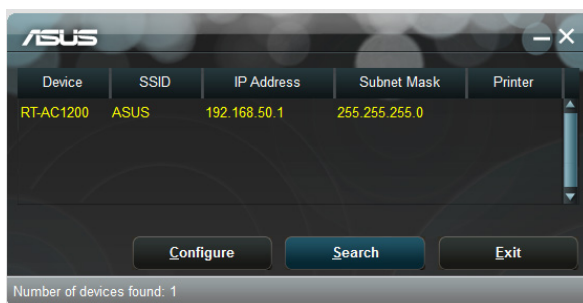 ASUS
Device SSID IP Address Subnet Mask Printer
RT-AC1200 ASUS 192.168.50.1 255.255.255.0
Configure Search Exit
Number of devices found: 1